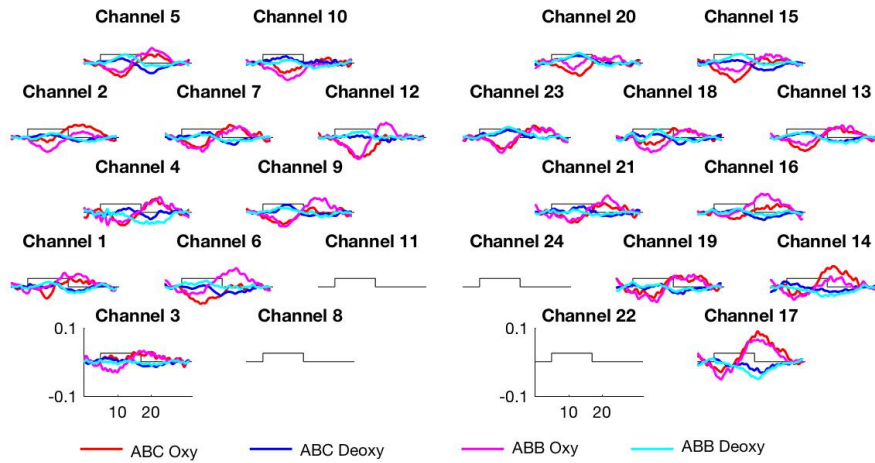 Channel 5 Channel 10 Channel 20 Channel 15
Channel 2 Channel 7 Channel 12 Channel 23 Channel 18 Channel 13
Channel 4 Channel 9 Channel 21 Channel 16
Channel 1 Channel 6 Channel 11 Channel 24 Channel 19 Channel 14
Channel 3 Channel 8 Channel 22 Channel 17
0.1 0.1
-0.1 -0.1
10 20 10 20
ABC Oxy ABC Deoxy ABB Oxy ABB Deoxy